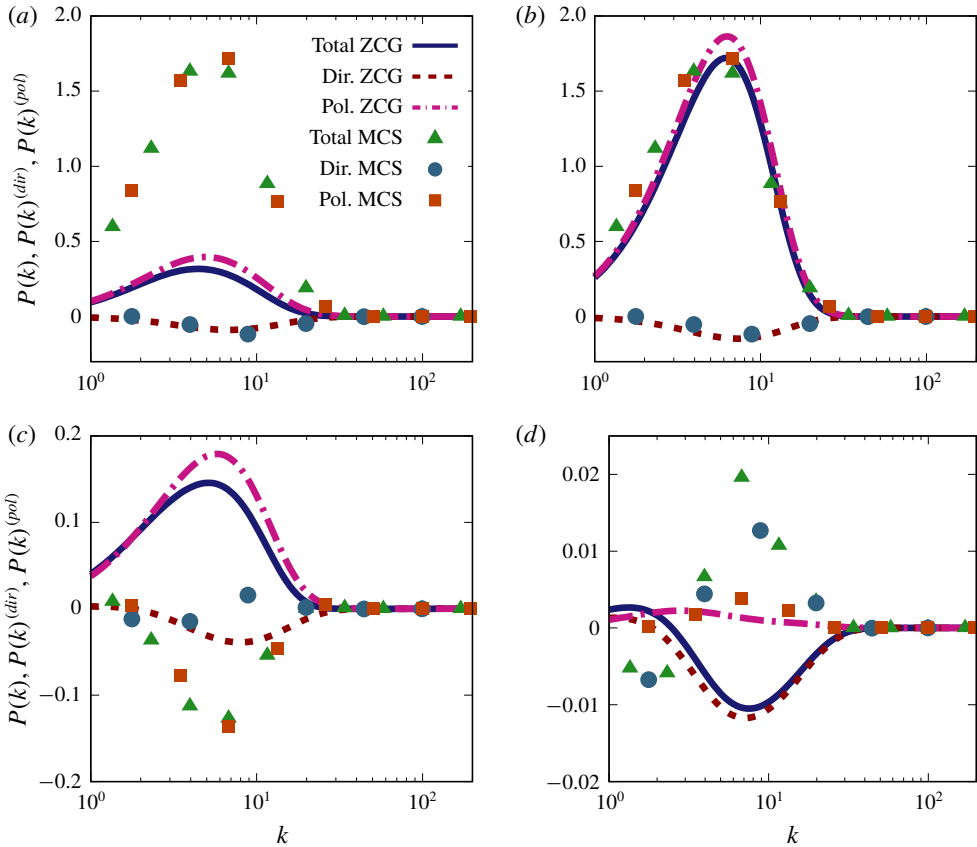 (a)
(b)
2.0
1.5
1.0
0.5
0
P(k), P(k)^(dir), P(k)^(pol)
Total ZCG
Dir. ZCG
Pol. ZCG
Total MCS
Dir. MCS
Pol. MCS
10^0
10^1
10^2
2.0
1.5
1.0
0.5
0
10^0
10^1
10^2
(c)
(d)
0.2
0.1
0
−0.1
−0.2
P(k), P(k)^(dir), P(k)^(pol)
10^0
10^1
10^2
k
0.02
0.01
0
−0.01
−0.02
10^0
10^1
10^2
k